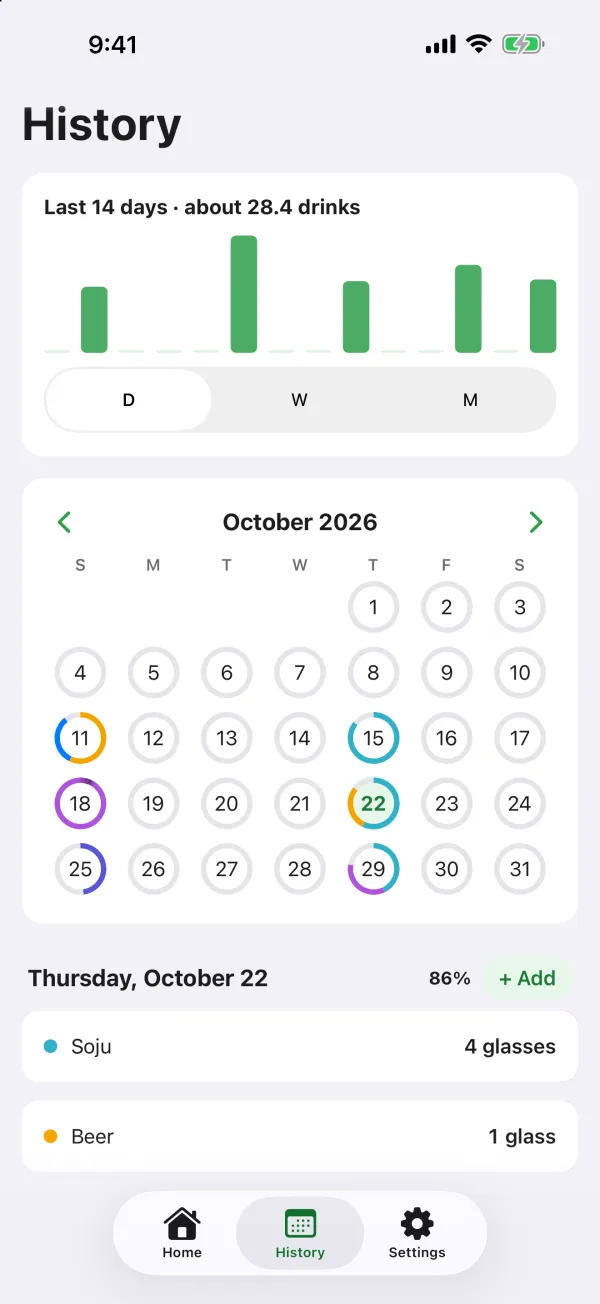 9:41
History
Last 14 days · about 28.4 drinks
D W M
October 2026
S M T W T F S
1 2 3
4 5 6 7 8 9 10
11 12 13 14 15 16 17
18 19 20 21 22 23 24
25 26 27 28 29 30 31
Thursday, October 22 86% + Add
Soju 4 glasses
Beer 1 glass
Home History Settings